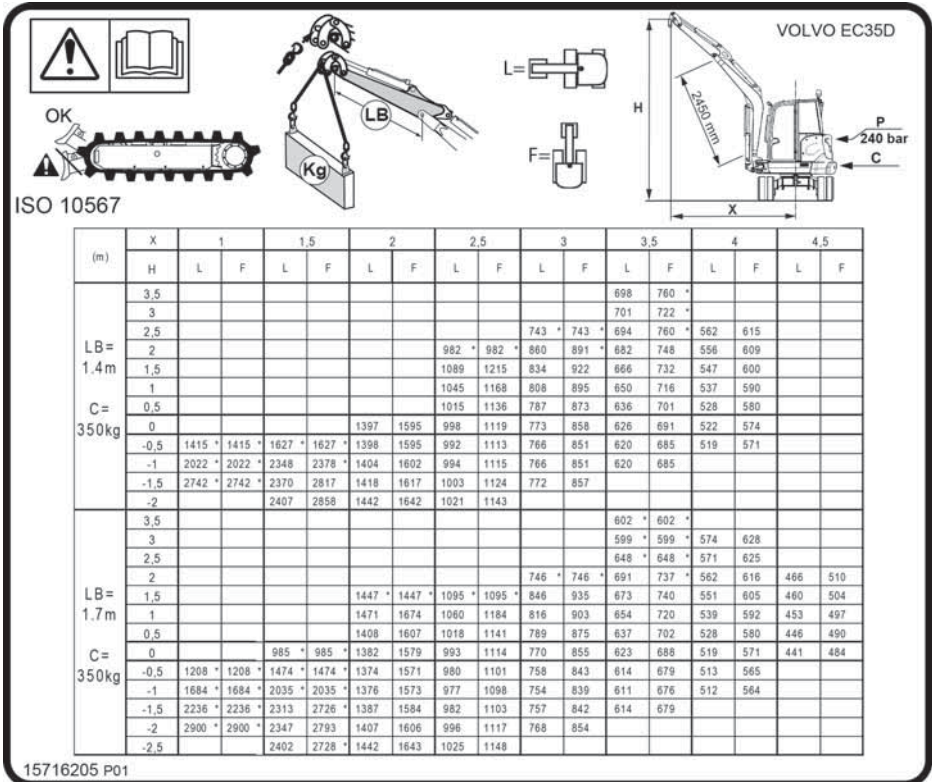 VOLVO EC35D
L=
OK
LB
H
2450 mm
P
240 bar
F=
Kg
C
ISO 10567
X
(m) X 1 1,5 2 2,5 3 3,5 4 4,5
H L F L F L F L F L F L F L F L F
LB= 1.4m C= 350kg
3,5 698 760 *
3 701 722 *
2,5 743 * 743 * 694 760 * 562 615
2 982 * 982 * 860 891 * 682 748 556 609
1,5 1089 1215 834 922 666 732 547 600
1 1045 1168 808 895 650 716 537 590
0,5 1015 1136 787 873 636 701 528 580
0 1397 1595 998 1119 773 858 626 691 522 574
-0,5 1415 * 1415 * 1627 * 1627 * 1398 1595 992 1113 766 851 620 685 519 571
-1 2022 * 2022 * 2348 2378 * 1404 1602 994 1115 766 851 620 685
-1,5 2742 * 2742 * 2370 2817 1418 1617 1003 1124 772 857
-2 2407 2858 1442 1642 1021 1143
LB= 1.7m C= 350kg
3,5 602 * 602 *
3 599 * 599 * 574 628
2,5 648 * 648 * 571 625
2 746 * 746 * 691 737 * 562 616 466 510
1,5 1447 * 1447 * 1095 * 1095 * 846 935 673 740 551 605 460 504
1 1471 1674 1060 1184 816 903 654 720 539 592 453 497
0,5 1408 1607 1018 1141 789 875 637 702 528 580 446 490
0 985 * 985 * 1382 1579 993 1114 770 855 623 688 519 571 441 484
-0,5 1208 * 1208 * 1474 * 1474 * 1374 1571 980 1101 758 843 614 679 513 565
-1 1684 * 1684 * 2035 * 2035 * 1376 1573 977 1098 754 839 611 676 512 564
-1,5 2236 * 2236 * 2313 2726 * 1387 1584 982 1103 757 842 614 679
-2 2900 * 2900 * 2347 2793 1407 1606 996 1117 768 854
-2,5 2402 2728 * 1442 1643 1025 1148
15716205 P01